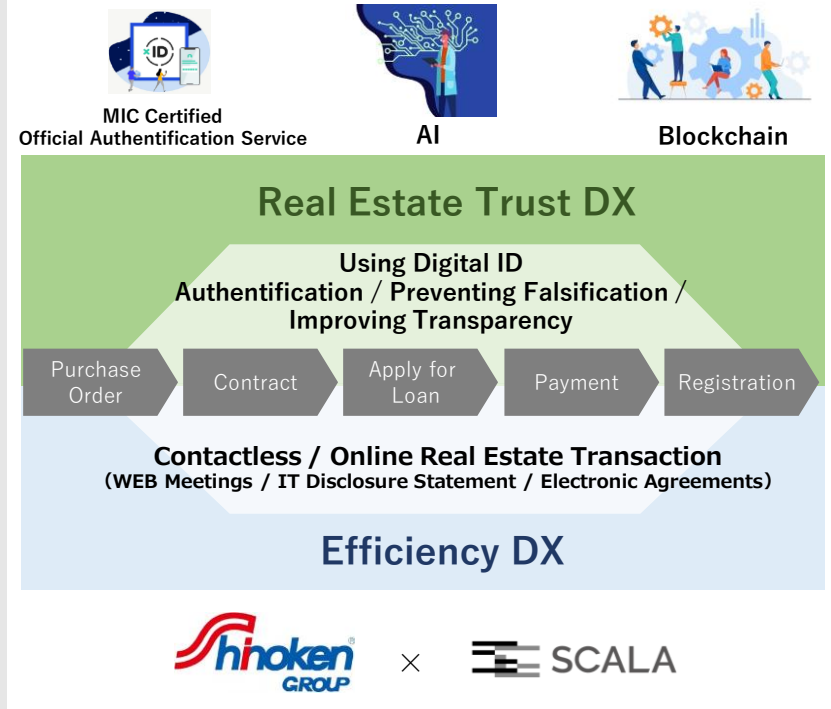 xID
MIC Certified
Official Authentification Service
AI
Blockchain
Real Estate Trust DX
Using Digital ID
Authentification / Preventing Falsification /
Improving Transparency
Purchase
Order
Contract
Apply for
Loan
Payment
Registration
Contactless / Online Real Estate Transaction
(WEB Meetings / IT Disclosure Statement / Electronic Agreements)
Efficiency DX
Shinoken®
GROUP
×
SCALA